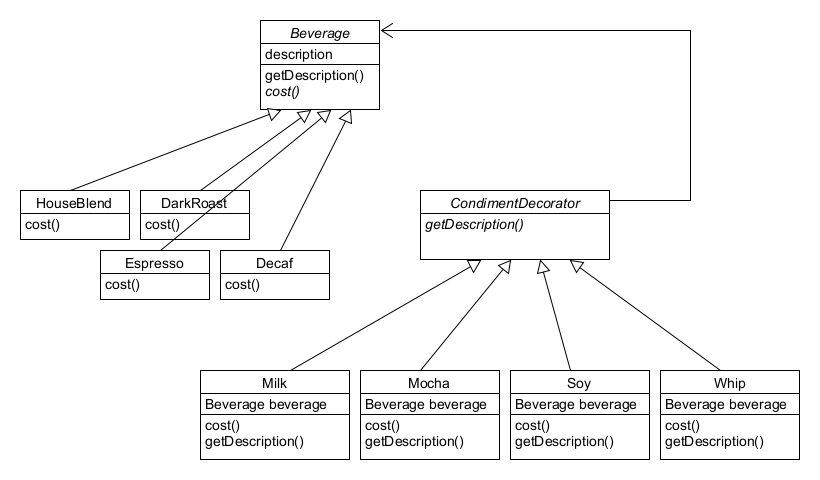 Beverage
description
getDescription()
cost()
HouseBlend
cost()
DarkRoast
cost()
CondimentDecorator
getDescription()
Espresso
cost()
Decaf
cost()
Milk
Beverage beverage
cost()
getDescription()
Mocha
Beverage beverage
cost()
getDescription()
Soy
Beverage beverage
cost()
getDescription()
Whip
Beverage beverage
cost()
getDescription()